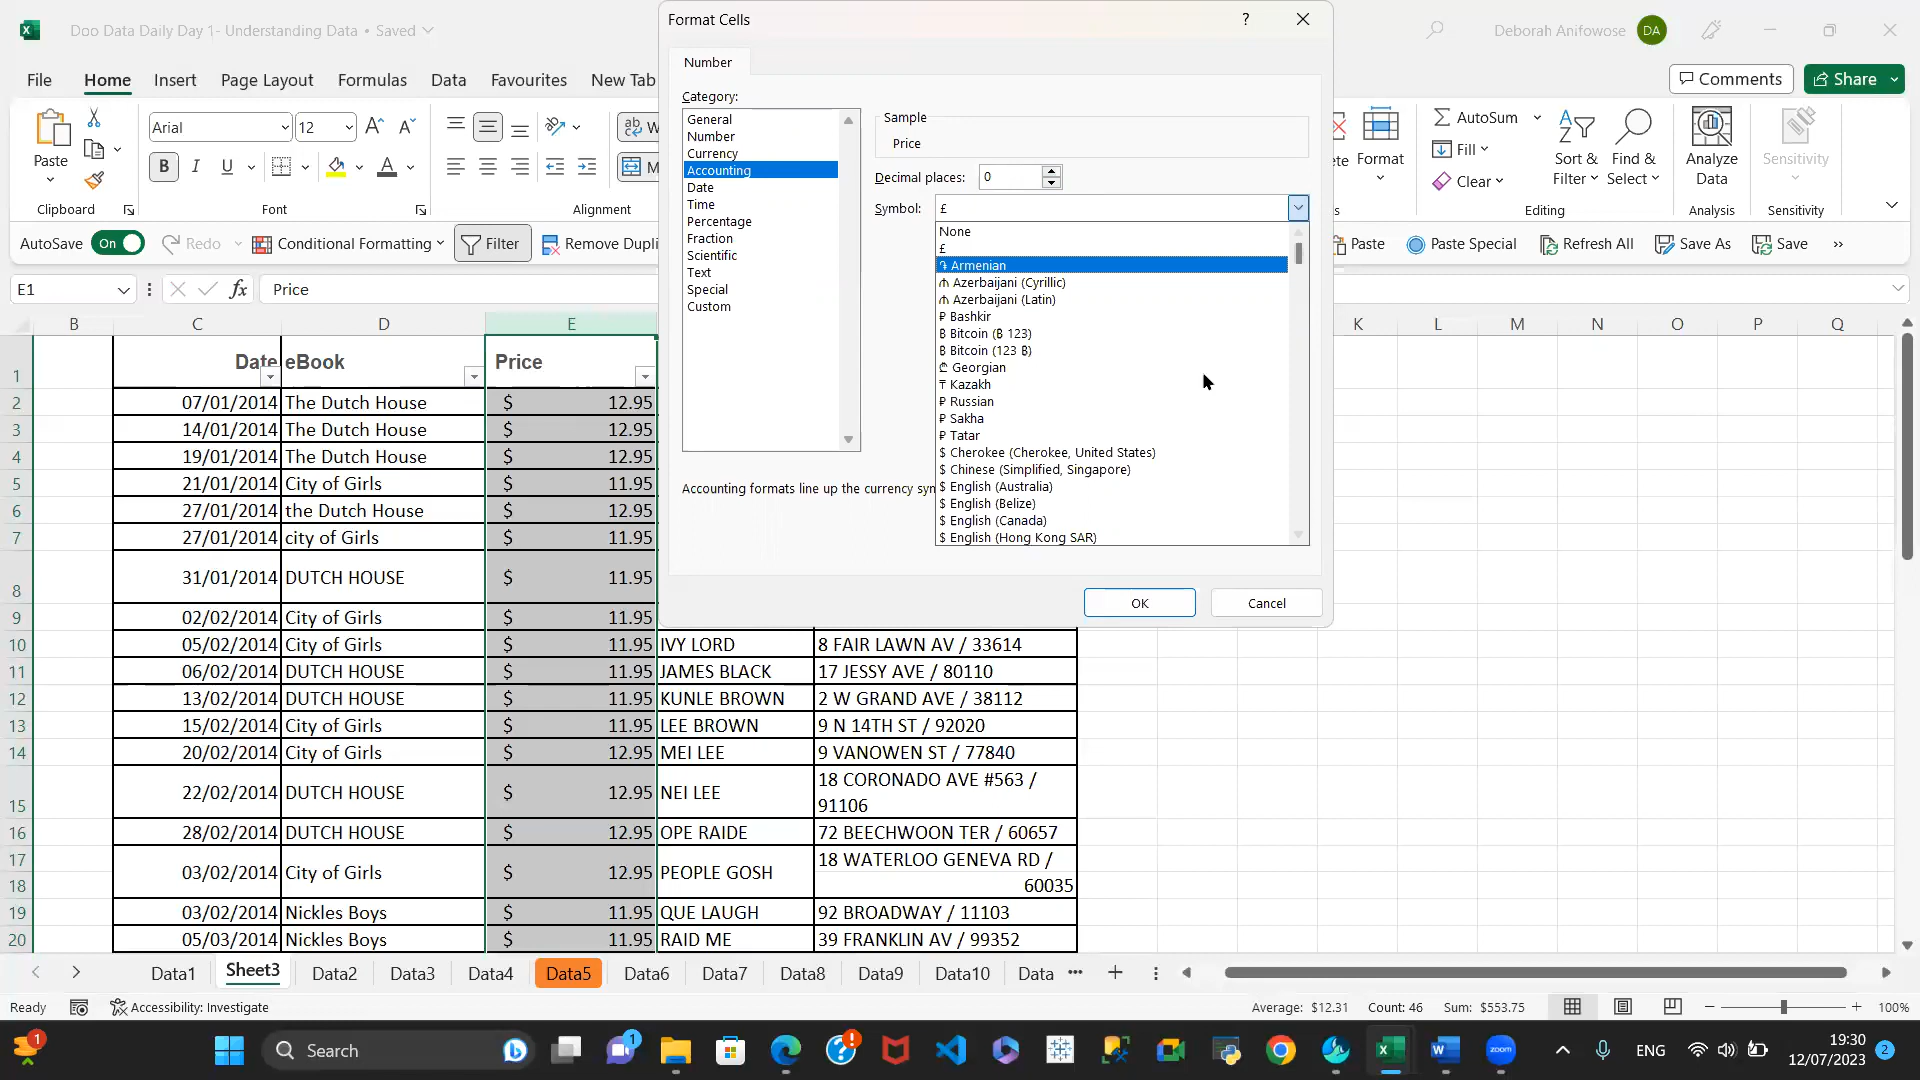 Doo Data Daily Day 1- Understanding Data • Saved
Format Cells
?
Deborah Anifowose
DA
File
Home
Insert
Page Layout
Formulas
Data
Favourites
New Tab
Comments
Share
Number
Category:
General
Number
Currency
Accounting
Date
Time
Percentage
Fraction
Scientific
Text
Special
Custom
Sample
Price
Decimal places: 0
Symbol: £
None
£
֏ Armenian
₼ Azerbaijani (Cyrillic)
₼ Azerbaijani (Latin)
₽ Bashkir
₿ Bitcoin (₿ 123)
₿ Bitcoin (123 ₿)
₾ Georgian
₸ Kazakh
₽ Russian
₽ Sakha
₽ Tatar
$ Cherokee (Cherokee, United States)
$ Chinese (Simplified, Singapore)
$ English (Australia)
$ English (Belize)
$ English (Canada)
$ English (Hong Kong SAR)
Accounting formats line up the currency syn
OK
Cancel
Paste
Clipboard
Arial
12
B I U
Font
Alignment
Format
AutoSum
Fill
Clear
Sort & Filter
Find & Select
Editing
Analyze Data
Analysis
Sensitivity
Sensitivity
AutoSave On
Redo
Conditional Formatting
Filter
Remove Dupli
Paste
Paste Special
Refresh All
Save As
Save
E1
fx
Price
B C D E K L M N O P Q
1 Date eBook Price
2 07/01/2014 The Dutch House $ 12.95
3 14/01/2014 The Dutch House $ 12.95
4 19/01/2014 The Dutch House $ 12.95
5 21/01/2014 City of Girls $ 11.95
6 27/01/2014 the Dutch House $ 11.95
7 27/01/2014 city of Girls $ 11.95
8 31/01/2014 DUTCH HOUSE $ 11.95
9 02/02/2014 City of Girls $ 11.95
10 05/02/2014 City of Girls $ 11.95 IVY LORD 8 FAIR LAWN AV / 33614
11 06/02/2014 DUTCH HOUSE $ 11.95 JAMES BLACK 17 JESSY AVE / 80110
12 13/02/2014 DUTCH HOUSE $ 11.95 KUNLE BROWN 2 W GRAND AVE / 38112
13 15/02/2014 City of Girls $ 11.95 LEE BROWN 9 N 14TH ST / 92020
14 20/02/2014 City of Girls $ 12.95 MEI LEE 9 VANOWEN ST / 77840
15 22/02/2014 DUTCH HOUSE $ 12.95 NEI LEE 18 CORONADO AVE #563 /
91106
16 28/02/2014 DUTCH HOUSE $ 12.95 OPE RAIDE 72 BEECHWOON TER / 60657
17 18 WATERLOO GENEVA RD /
18 03/02/2014 City of Girls $ 12.95 PEOPLE GOSH 60035
19 03/02/2014 Nickles Boys $ 11.95 QUE LAUGH 92 BROADWAY / 11103
20 05/03/2014 Nickles Boys $ 11.95 RAID ME 39 FRANKLIN AV / 99352
Data1
Sheet3
Data2
Data3
Data4
Data5
Data6
Data7
Data8
Data9
Data10
Data
Ready
Accessibility: Investigate
Average: $12.31
Count: 46
Sum: $553.75
100%
1
Search
1
zoom
ENG
19:30
12/07/2023
2